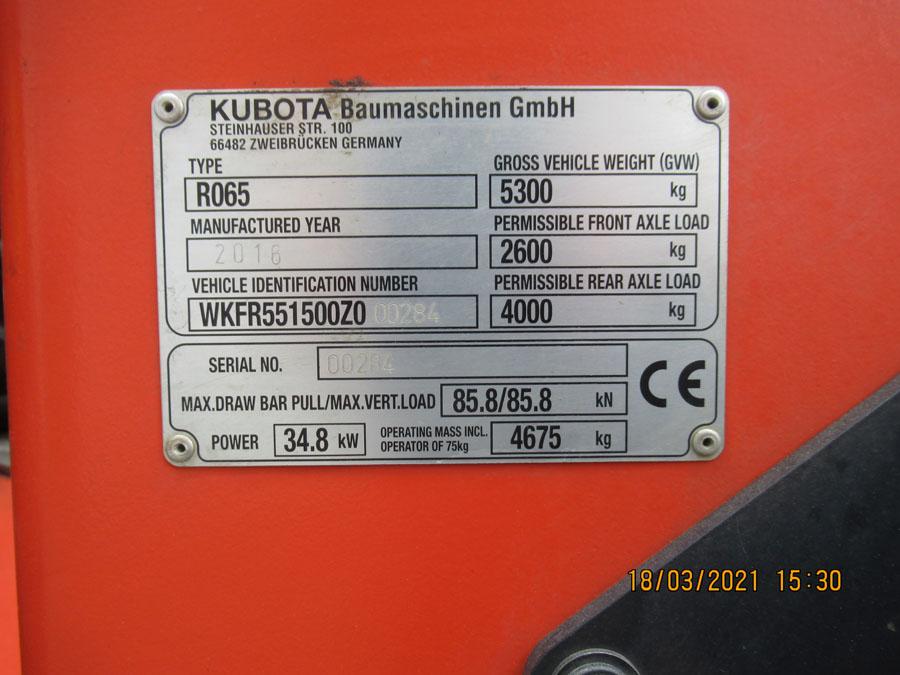 KUBOTA Baumaschinen GmbH
STEINHAUSER STR. 100
66482 ZWEIBRÜCKEN GERMANY
TYPE
R065
GROSS VEHICLE WEIGHT (GVW)
5300 kg
MANUFACTURED YEAR
2016
PERMISSIBLE FRONT AXLE LOAD
2600 kg
VEHICLE IDENTIFICATION NUMBER
WKFR551500Z000284
PERMISSIBLE REAR AXLE LOAD
4000 kg
SERIAL NO. 00284
CE
MAX.DRAW BAR PULL/MAX.VERT.LOAD 85.8/85.8 kN
POWER 34.8 kW
OPERATING MASS INCL.
OPERATOR OF 75kg
4675 kg
18/03/2021 15:30